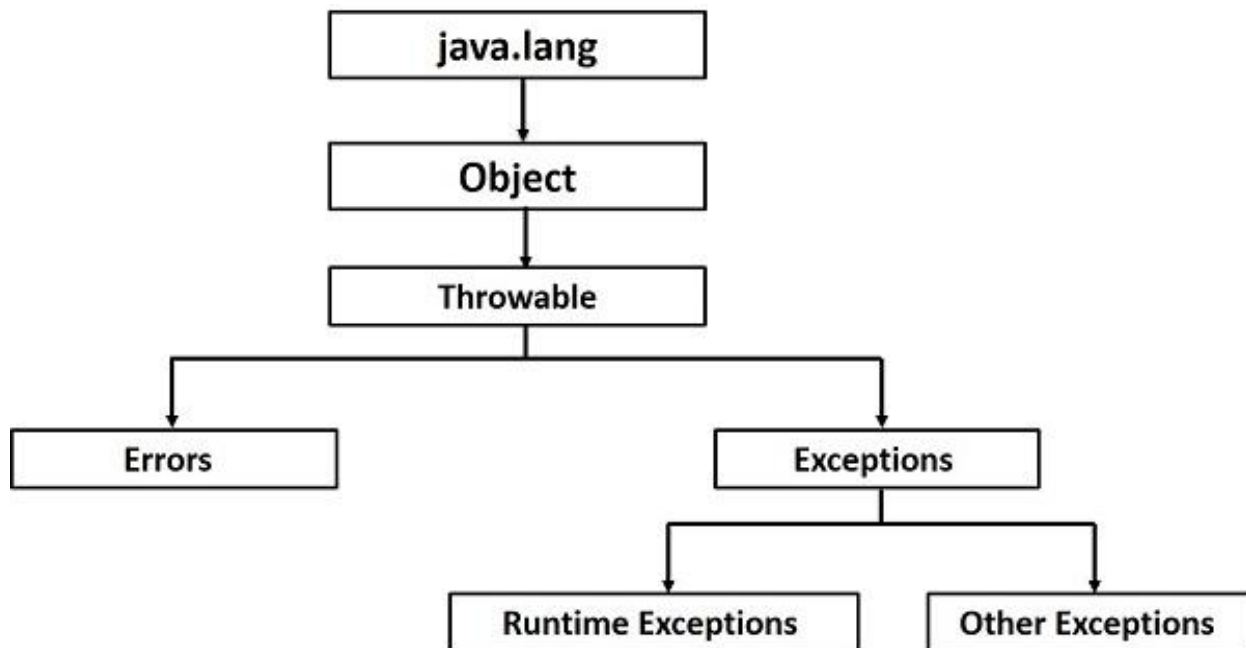 java.lang
Object
Throwable
Errors
Exceptions
Runtime Exceptions
Other Exceptions